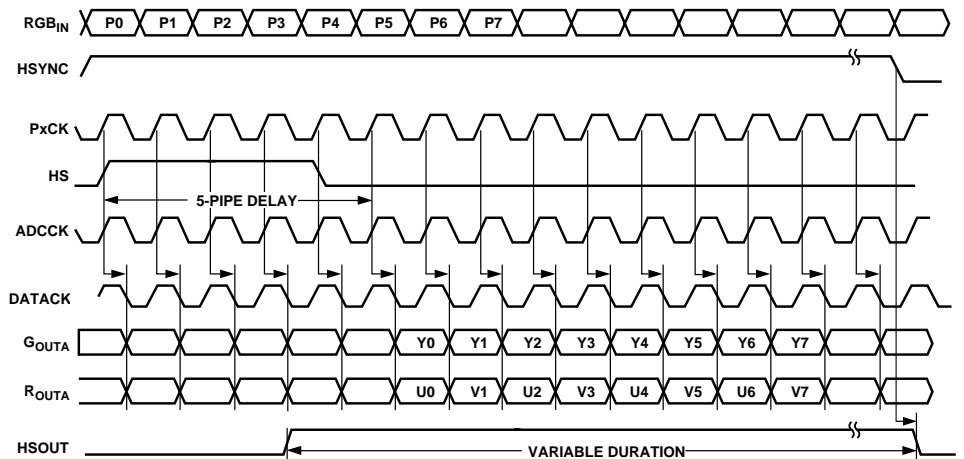 RGBIN P0 P1 P2 P3 P4 P5 P6 P7
HSYNC
PxCK
HS
5-PIPE DELAY
ADCCK
DATACK
GOUTA Y0 Y1 Y2 Y3 Y4 Y5 Y6 Y7
ROUTA U0 V1 U2 V3 U4 V5 U6 V7
HSOUT
VARIABLE DURATION